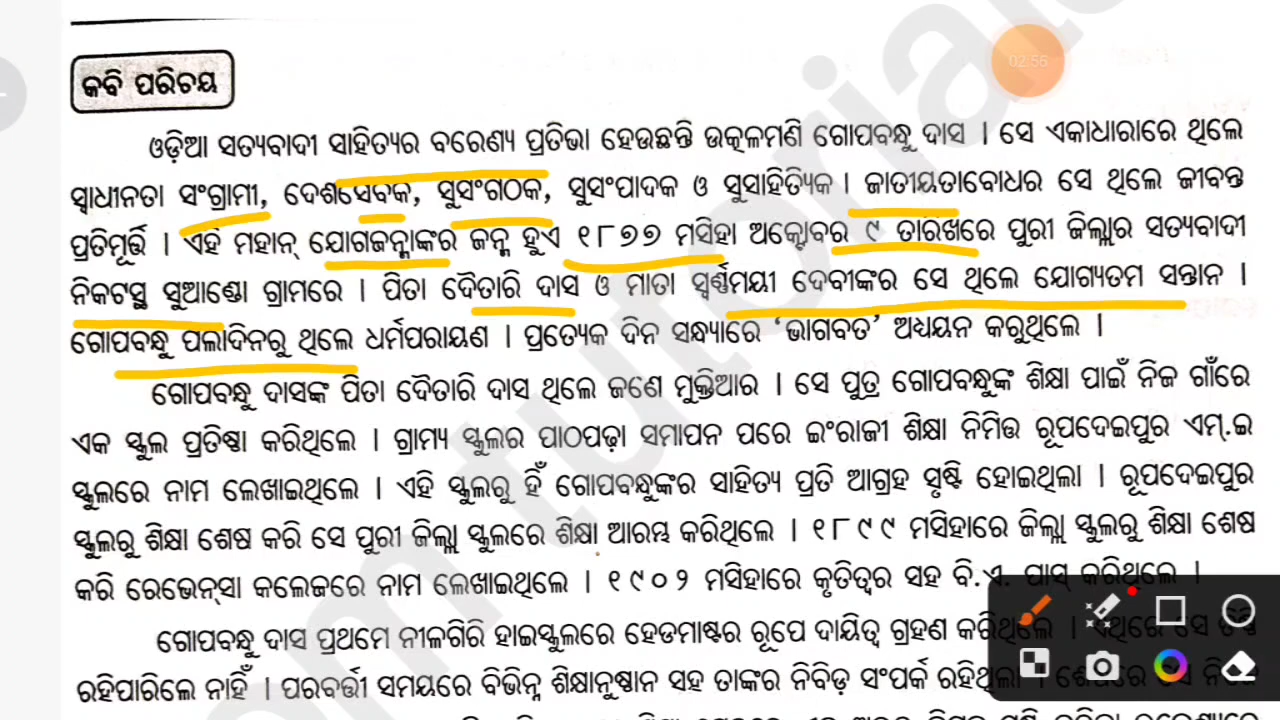 02:56
କବି ପରିଚୟ
ଓଡ଼ିଆ ସତ୍ୟବାଦୀ ସାହିତ୍ୟର ବରେଣ୍ୟ ପ୍ରତିଭା ହେଉଛନ୍ତି ଉତ୍କଳମଣି ଗୋପବନ୍ଧୁ ଦାସ । ସେ ଏକାଧାରାରେ ଥିଲେ
ସ୍ୱାଧୀନତା ସଂଗ୍ରାମୀ, ଦେଶସେବକ, ସୁସଂଗଠକ, ସୁସଂପାଦକ ଓ ସୁସାହିତ୍ୟିକ । ଜାତୀୟତାବୋଧର ସେ ଥିଲେ ଜୀବନ୍ତ
ପ୍ରତିମୂର୍ତ୍ତି । ଏହି ମହାନ୍ ଯୋଗଜନ୍ମାଙ୍କର ଜନ୍ମ ହୁଏ ୧୮୭୭ ମସିହା ଅକ୍ଟୋବର ୯ ତାରିଖରେ ପୁରୀ ଜିଲ୍ଲାର ସତ୍ୟବାଦୀ
ନିକଟସ୍ଥ ସୁଆଣ୍ଡୋ ଗ୍ରାମରେ । ପିତା ଦୈତାରି ଦାସ ଓ ମାତା ସ୍ୱର୍ଣ୍ଣମୟୀ ଦେବୀଙ୍କର ସେ ଥିଲେ ଯୋଗ୍ୟତମ ସନ୍ତାନ ।
ଗୋପବନ୍ଧୁ ପିଲାଦିନରୁ ଥିଲେ ଧର୍ମପରାୟଣ । ପ୍ରତ୍ୟେକ ଦିନ ସନ୍ଧ୍ୟାରେ ‘ଭାଗବତ’ ଅଧ୍ୟୟନ କରୁଥିଲେ ।
ଗୋପବନ୍ଧୁ ଦାସଙ୍କ ପିତା ଦୈତାରି ଦାସ ଥିଲେ ଜଣେ ମୁକ୍ତିଆର । ସେ ପୁତ୍ର ଗୋପବନ୍ଧୁଙ୍କ ଶିକ୍ଷା ପାଇଁ ନିଜ ଗାଁରେ
ଏକ ସ୍କୁଲ ପ୍ରତିଷ୍ଠା କରିଥିଲେ । ଗ୍ରାମ୍ୟ ସ୍କୁଲର ପାଠପଢ଼ା ସମାପନ ପରେ ଇଂରାଜୀ ଶିକ୍ଷା ନିମିତ୍ତ ରୂପଦେଇପୁର ଏମ୍.ଇ
ସ୍କୁଲରେ ନାମ ଲେଖାଇଥିଲେ । ଏହି ସ୍କୁଲରୁ ହିଁ ଗୋପବନ୍ଧୁଙ୍କର ସାହିତ୍ୟ ପ୍ରତି ଆଗ୍ରହ ସୃଷ୍ଟି ହୋଇଥିଲା । ରୂପଦେଇପୁର
ସ୍କୁଲରୁ ଶିକ୍ଷା ଶେଷ କରି ସେ ପୁରୀ ଜିଲ୍ଲା ସ୍କୁଲରେ ଶିକ୍ଷା ଆରମ୍ଭ କରିଥିଲେ । ୧୮୯୯ ମସିହାରେ ଜିଲ୍ଲା ସ୍କୁଲରୁ ଶିକ୍ଷା ଶେଷ
କରି ରେଭେନ୍ସା କଲେଜରେ ନାମ ଲେଖାଇଥିଲେ । ୧୯୦୨ ମସିହାରେ କୃତିତ୍ୱର ସହ ବି.ଏ. ପାସ୍ କରିଥିଲେ ।
ଗୋପବନ୍ଧୁ ଦାସ ପ୍ରଥମେ ନୀଳଗିରି ହାଇସ୍କୁଲରେ ହେଡମାଷ୍ଟର ରୂପେ ଦାୟିତ୍ୱ ଗ୍ରହଣ କରିଥିଲେ । ଏଥିରେ ସେ
ରହିପାରିଲେ ନାହିଁ । ପରବର୍ତ୍ତୀ ସମୟରେ ବିଭିନ୍ନ ଶିକ୍ଷାନୁଷ୍ଠାନ ସହ ତାଙ୍କର ନିବିଡ଼ ସଂପର୍କ ରହିଥିଲା ।
tutorial